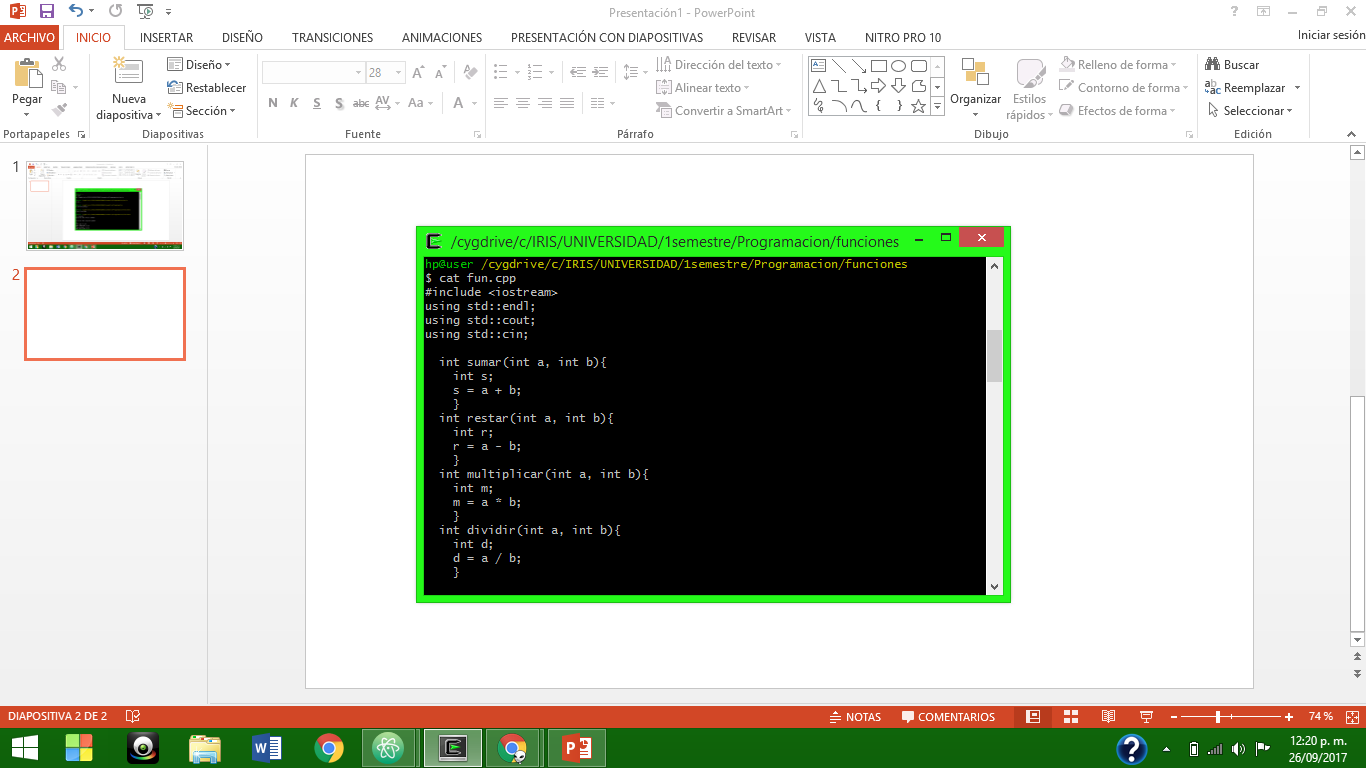 Presentación1 - PowerPoint
ARCHIVO INICIO INSERTAR DISEÑO TRANSICIONES ANIMACIONES PRESENTACIÓN CON DIAPOSITIVAS REVISAR VISTA NITRO PRO 10 Iniciar sesión
Pegar
Portapapeles
Nueva diapositiva
Diseño
Restablecer
Sección
Diapositivas
28
N K S S abc AV Aa A
Fuente
Dirección del texto
Alinear texto
Convertir a SmartArt
Párrafo
Organizar
Estilos rápidos
Relleno de forma
Contorno de forma
Efectos de forma
Dibujo
Buscar
Reemplazar
Seleccionar
Edición
1
2
/cygdrive/c/IRIS/UNIVERSIDAD/1semestre/Programacion/funciones
hp@user /cygdrive/c/IRIS/UNIVERSIDAD/1semestre/Programacion/funciones
$ cat fun.cpp
#include <iostream>
using std::endl;
using std::cout;
using std::cin;
int sumar(int a, int b){
int s;
s = a + b;
}
int restar(int a, int b){
int r;
r = a - b;
}
int multiplicar(int a, int b){
int m;
m = a * b;
}
int dividir(int a, int b){
int d;
d = a / b;
}
DIAPOSITIVA 2 DE 2
NOTAS
COMENTARIOS
74 %
12:20 p. m.
26/09/2017